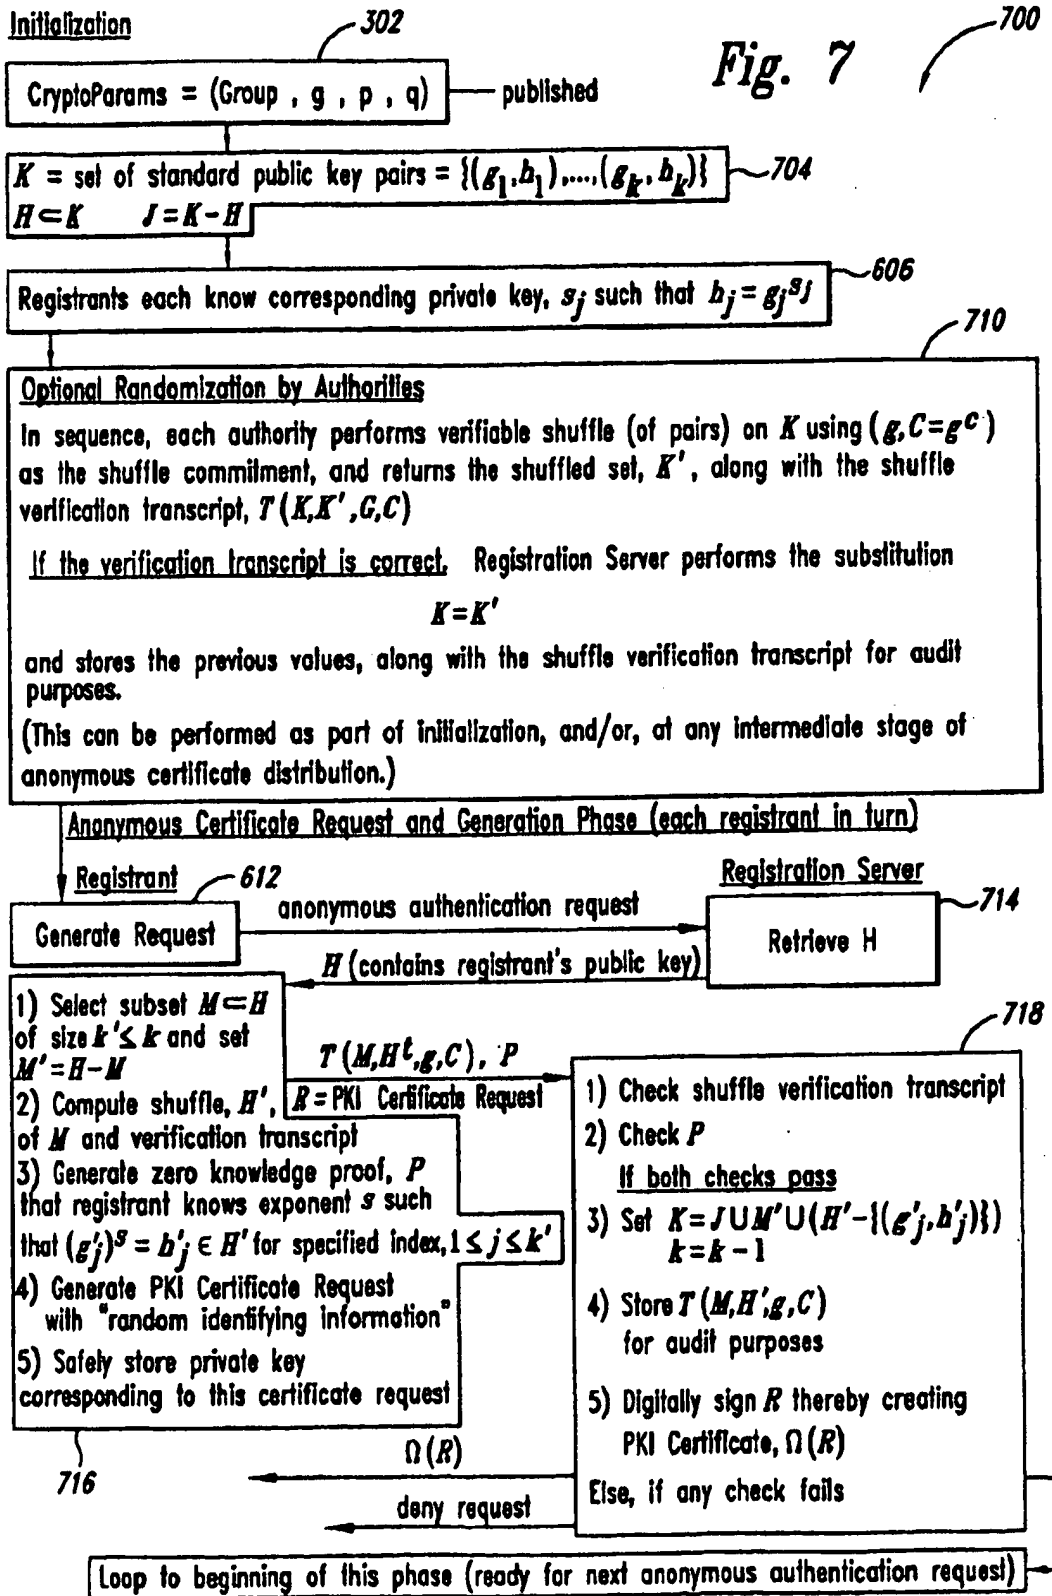 Initialization
302
700
Fig. 7
CryptoParams = (Group , g , p , q)
published
K = set of standard public key pairs = {(g₁,h₁),...,(gₖ,hₖ)}
704
H⊂K J=K-H
606
Registrants each know corresponding private key, sⱼ such that hⱼ = gⱼ^sⱼ
710
Optional Randomization by Authorities
In sequence, each authority performs verifiable shuffle (of pairs) on K using (g,C=g^c)
as the shuffle commitment, and returns the shuffled set, K', along with the shuffle
verification transcript, T(K,K',G,C)
If the verification transcript is correct. Registration Server performs the substitution
K=K'
and stores the previous values, along with the shuffle verification transcript for audit
purposes.
(This can be performed as part of initialization, and/or, at any intermediate stage of
anonymous certificate distribution.)
Anonymous Certificate Request and Generation Phase (each registrant in turn)
Registrant
612
Registration Server
Generate Request
anonymous authentication request
714
Retrieve H
H (contains registrant's public key)
1) Select subset M⊂H
of size k'≤ k and set
M'=H-M
2) Compute shuffle, H',
of M and verification transcript
3) Generate zero knowledge proof, P
that registrant knows exponent s such
that (g'ⱼ)^s = h'ⱼ ∈ H' for specified index, 1 ≤ j ≤ k'
4) Generate PKI Certificate Request
with "random identifying information"
5) Safely store private key
corresponding to this certificate request
716
T(M,H^t,g,C), P
R = PKI Certificate Request
718
1) Check shuffle verification transcript
2) Check P
If both checks pass
3) Set K=J∪M'∪(H'-{(g'ⱼ,h'ⱼ)})
k=k-1
4) Store T(M,H',g,C)
for audit purposes
5) Digitally sign R thereby creating
PKI Certificate, Ω(R)
Else, if any check fails
Ω(R)
deny request
Loop to beginning of this phase (ready for next anonymous authentication request)